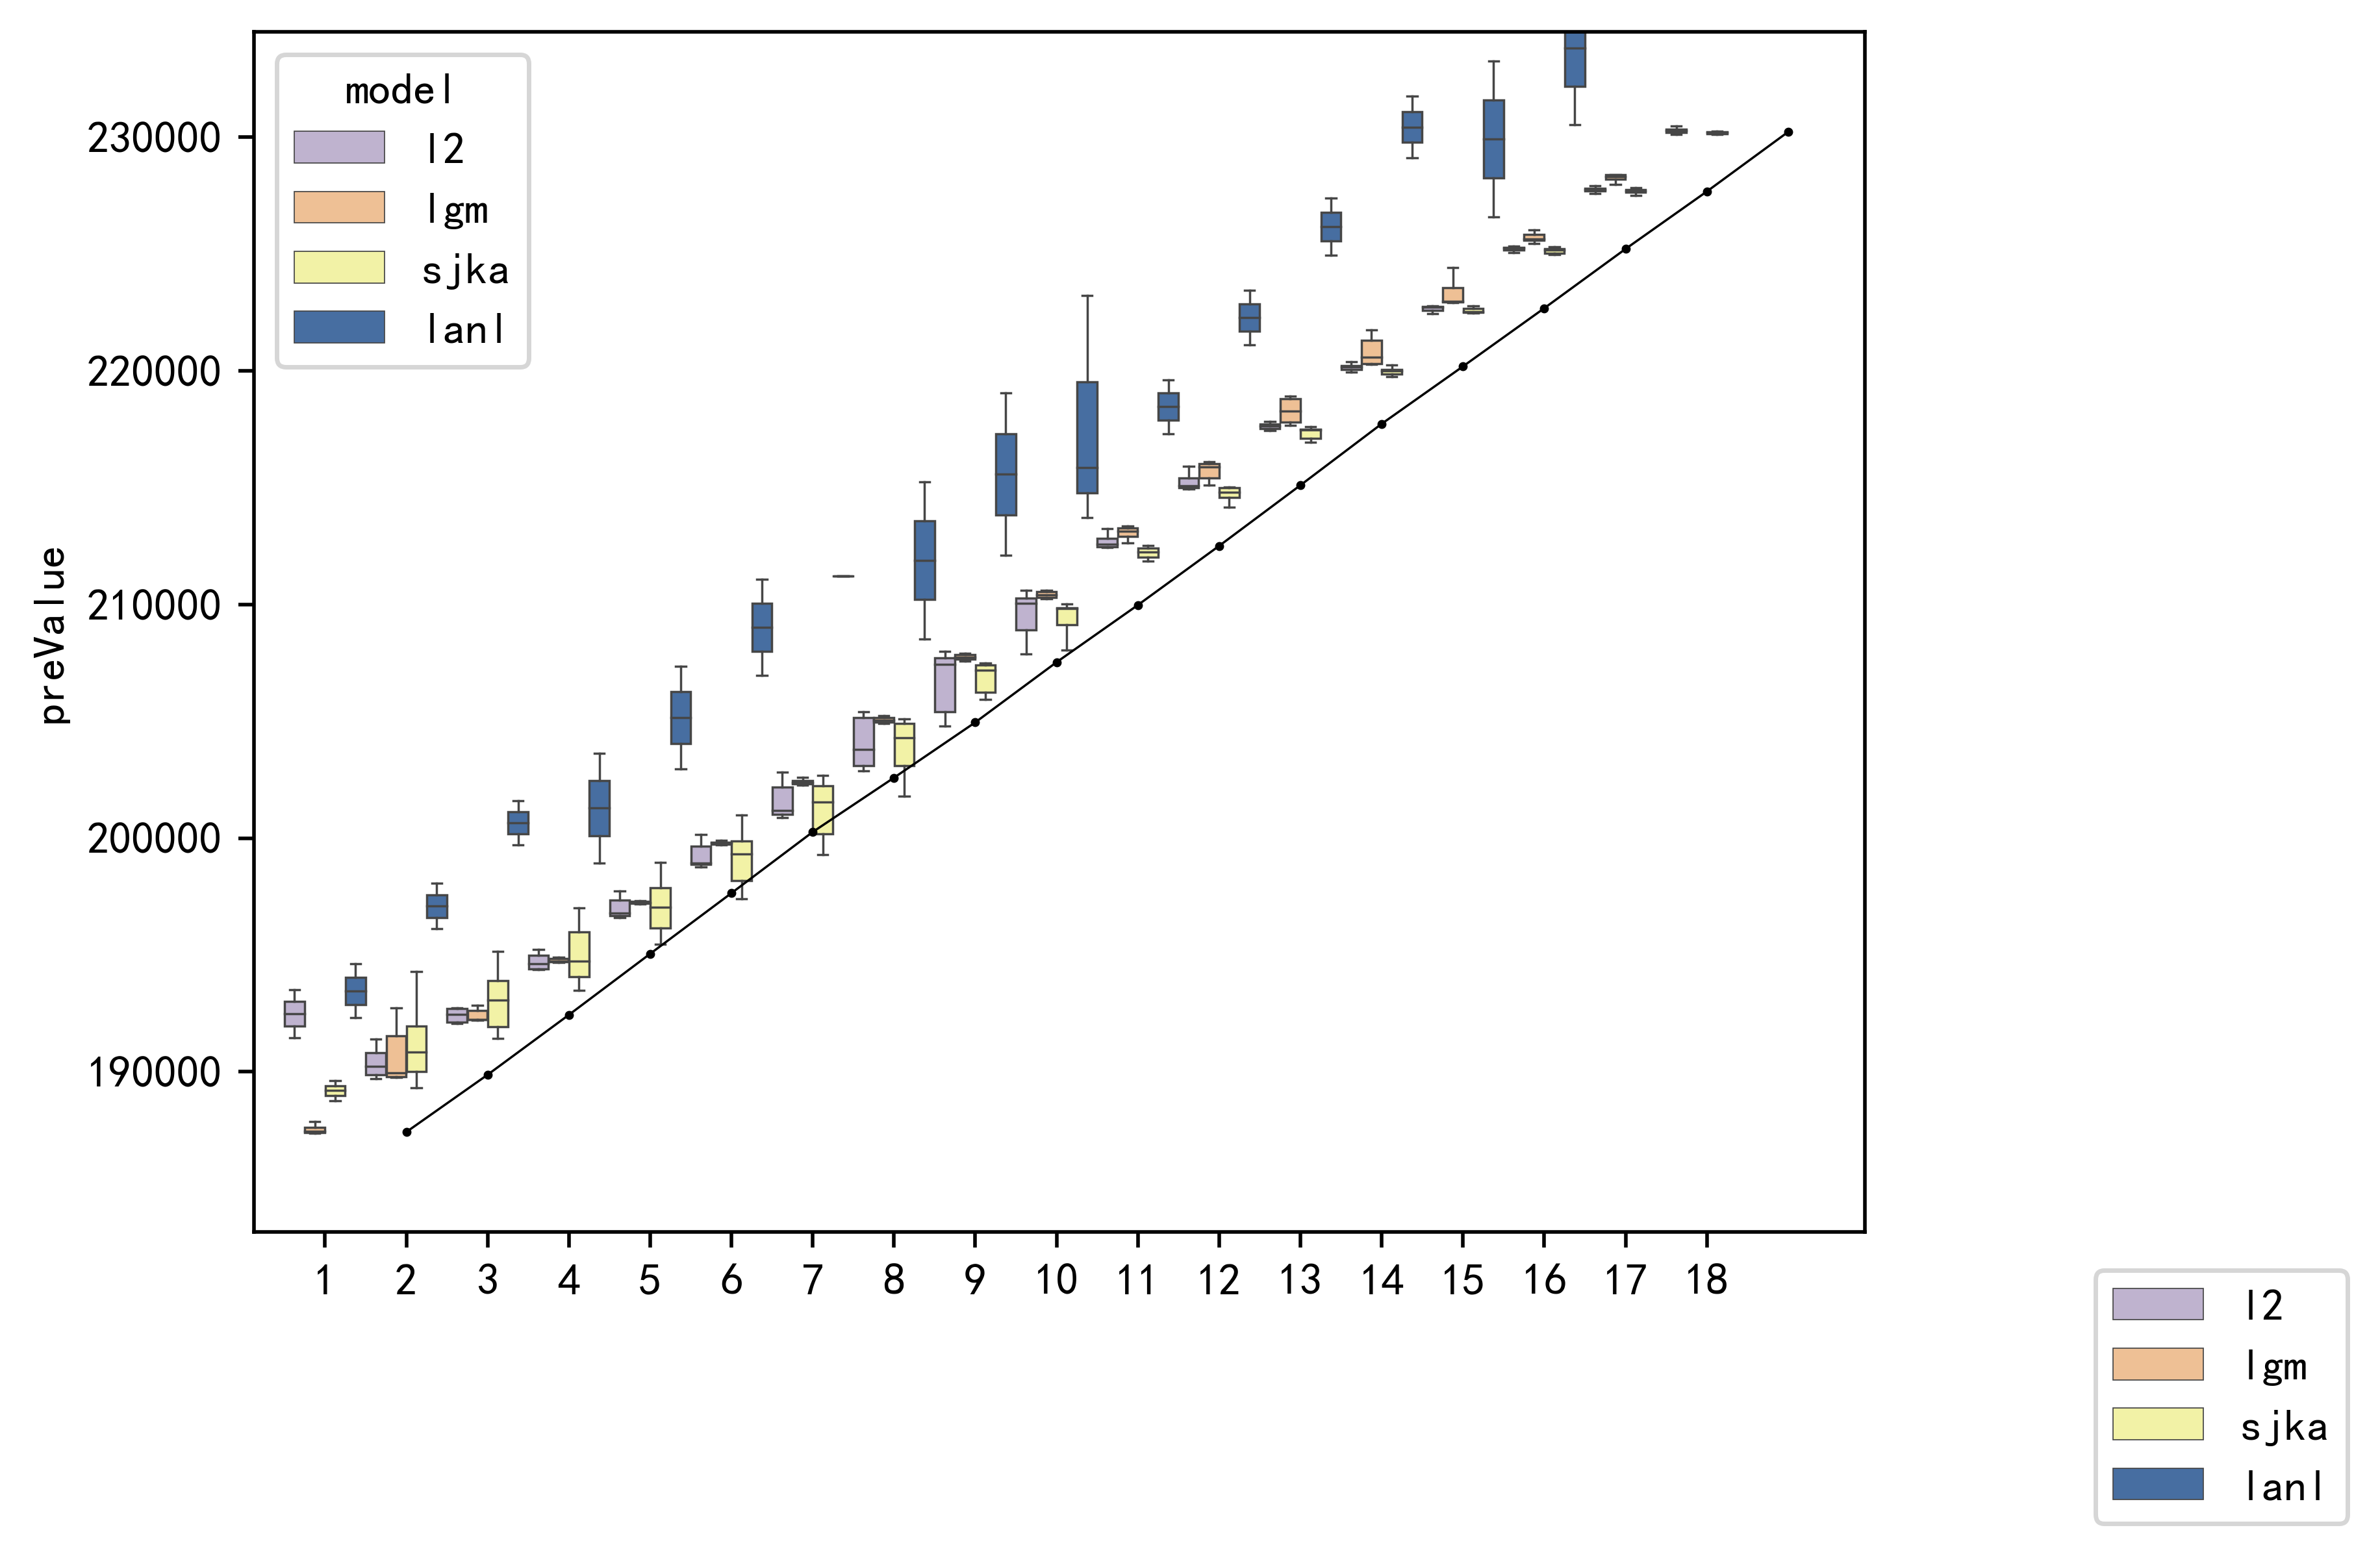 model
l2
lgm
sjka
lanl
230000
220000
210000
200000
190000
preValue
1 2 3 4 5 6 7 8 9 10 11 12 13 14 15 16 17 18
l2
lgm
sjka
lanl